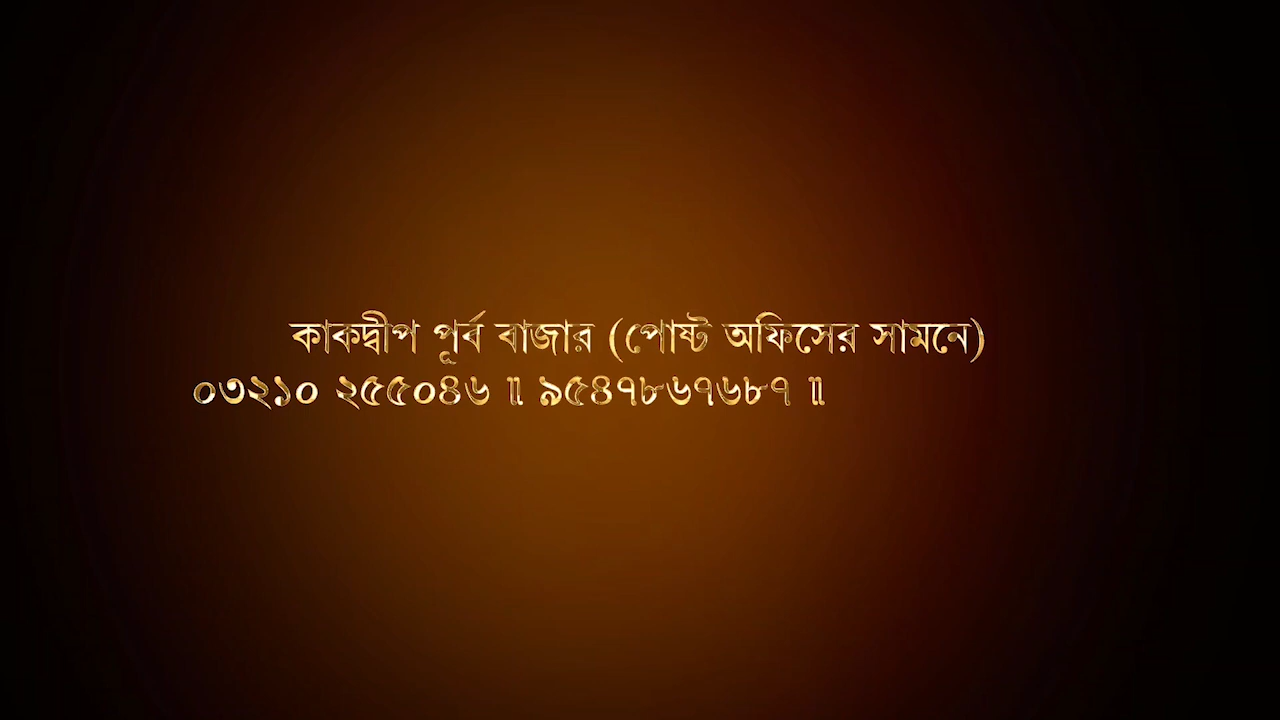 কাকদ্বীপ পূর্ব বাজার (পোষ্ট অফিসের সামনে)
০৩২১০ ২৫৫০৪৬ ॥ ৯৫৪৭৮৬৭৬৮৭ ॥